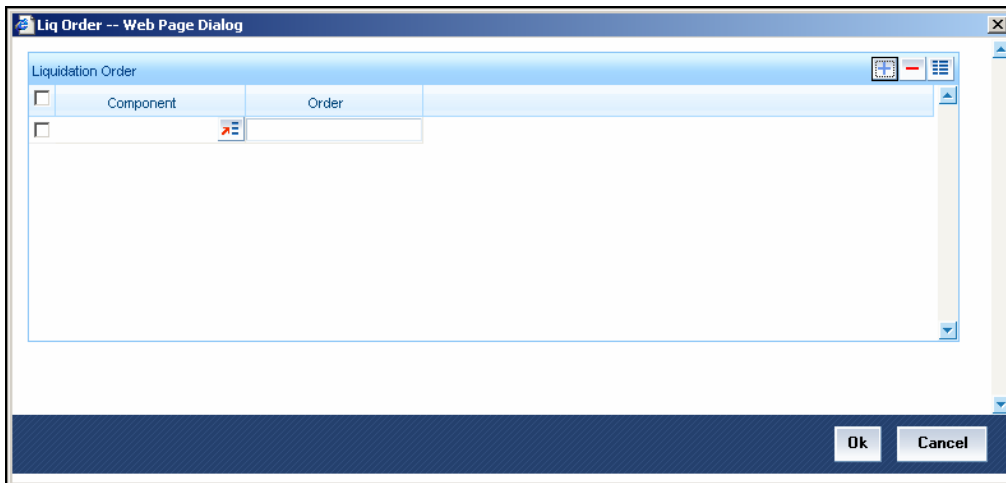 Liq Order -- Web Page Dialog
Liquidation Order
Component Order
Ok Cancel